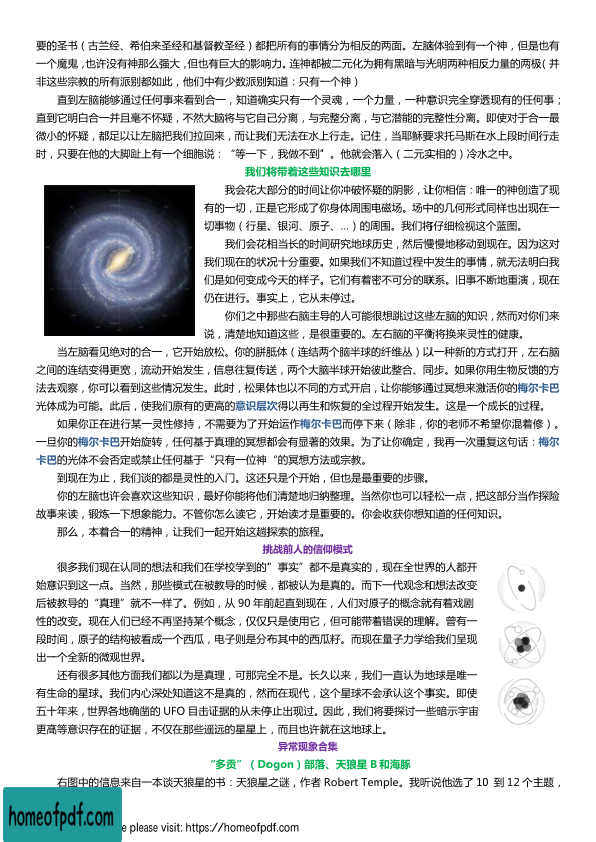 要的圣书（古兰经、希伯来圣经和基督教圣经）都把所有的事情分为相反的两面。左脑体验到有一个神，但是也有
一个魔鬼，也许没有神那么强大，但也有巨大的影响力。连神都被二元化为拥有黑暗与光明两种相反力量的两极（并
非这些宗教的所有派别都如此，他们中有少数派别知道：只有一个神）
直到左脑能够通过任何事来看到合一，知道确实只有一个灵魂，一个力量，一种意识完全穿透现有的任何事；
直到它明白合一并且毫不怀疑，不然大脑将与它自己分离，与完整分离，与它潜能的完整性分离。即使对于合一最
微小的怀疑，都足以让左脑把我们拉回来，而让我们无法在水上行走。记住，当耶稣要求托马斯在水上段时间行走
时，只要在他的大脚趾上有一个细胞说：“等一下，我做不到”。他就会落入（二元实相的）冷水之中。
我们将带着这些知识去哪里
我会花大部分的时间让你冲破怀疑的阴影，让你相信：唯一的神创造了现
有的一切，正是它形成了你身体周围电磁场。场中的几何形式同样也出现在一
切事物（行星、银河、原子、…）的周围。我们将仔细检视这个蓝图。
我们会花相当长的时间研究地球历史，然后慢慢地移动到现在。因为这对
我们现在的状况十分重要。如果我们不知道过程中发生的事情，就无法明白我
们是如何变成今天的样子。它们有着密不可分的联系。旧事不断地重演，现在
仍在进行。事实上，它从未停过。
你们之中那些右脑主导的人可能很想跳过这些左脑的知识，然而对你们来
说，清楚地知道这些，是很重要的。左右脑的平衡将换来灵性的健康。
当左脑看见绝对的合一，它开始放松。你的胼胝体（连结两个脑半球的纤维丛）以一种新的方式打开，左右脑
之间的连结变得更宽，流动开始发生，信息往复传送，两个大脑半球开始彼此整合、同步。如果你用生物反馈的方
法去观察，你可以看到这些情况发生。此时，松果体也以不同的方式开启，让你能够通过冥想来激活你的梅尔卡巴
光体成为可能。此后，使我们原有的更高的意识层次得以再生和恢复的全过程开始发生。这是一个成长的过程。
如果你正在进行某一灵性修持，不需要为了开始运作梅尔卡巴而停下来（除非，你的老师不希望你混着修）。
一旦你的梅尔卡巴开始旋转，任何基于真理的冥想都会有显著的效果。为了让你确定，我再一次重复这句话：梅尔
卡巴的光体不会否定或禁止任何基于“只有一位神“的冥想方法或宗教。
到现在为止，我们谈的都是灵性的入门。这还只是个开始，但也是最重要的步骤。
你的左脑也许会喜欢这些知识，最好你能将他们清楚地归纳整理。当然你也可以轻松一点，把这部分当作探险
故事来读，锻炼一下想象能力。不管你怎么读它，开始读才是重要的。你会收获你想知道的任何知识。
那么，本着合一的精神，让我们一起开始这趟探索的旅程。
挑战前人的信仰模式
很多我们现在认同的想法和我们在学校学到的”事实”都不是真实的，现在全世界的人都开
始意识到这一点。当然，那些模式在被教导的时候，都被认为是真的。而下一代观念和想法改变
后被教导的“真理”就不一样了。例如，从 90 年前起直到现在，人们对原子的概念就有着戏剧
性的改变。现在人们已经不再坚持某个概念，仅仅只是使用它，但可能带着错误的理解。曾有一
段时间，原子的结构被看成一个西瓜，电子则是分布其中的西瓜籽。而现在量子力学给我们呈现
出一个全新的微观世界。
还有很多其他方面我们都以为是真理，可那完全不是。长久以来，我们一直认为地球是唯一
有生命的星球。我们内心深处知道这不是真的，然而在现代，这个星球不会承认这个事实。即使
五十年来，世界各地确凿的 UFO 目击证据的从未停止出现过。因此，我们将要探讨一些暗示宇宙
更高等意识存在的证据，不仅在那些遥远的星星上，而且也许就在这地球上。
异常现象合集
“多贡”（Dogon）部落、天狼星 B 和海豚
右图中的信息来自一本谈天狼星的书：天狼星之谜，作者 Robert Temple。我听说他选了 10 到 12 个主题，
homeofpdf.com
e please visit: https://homeofpdf.com